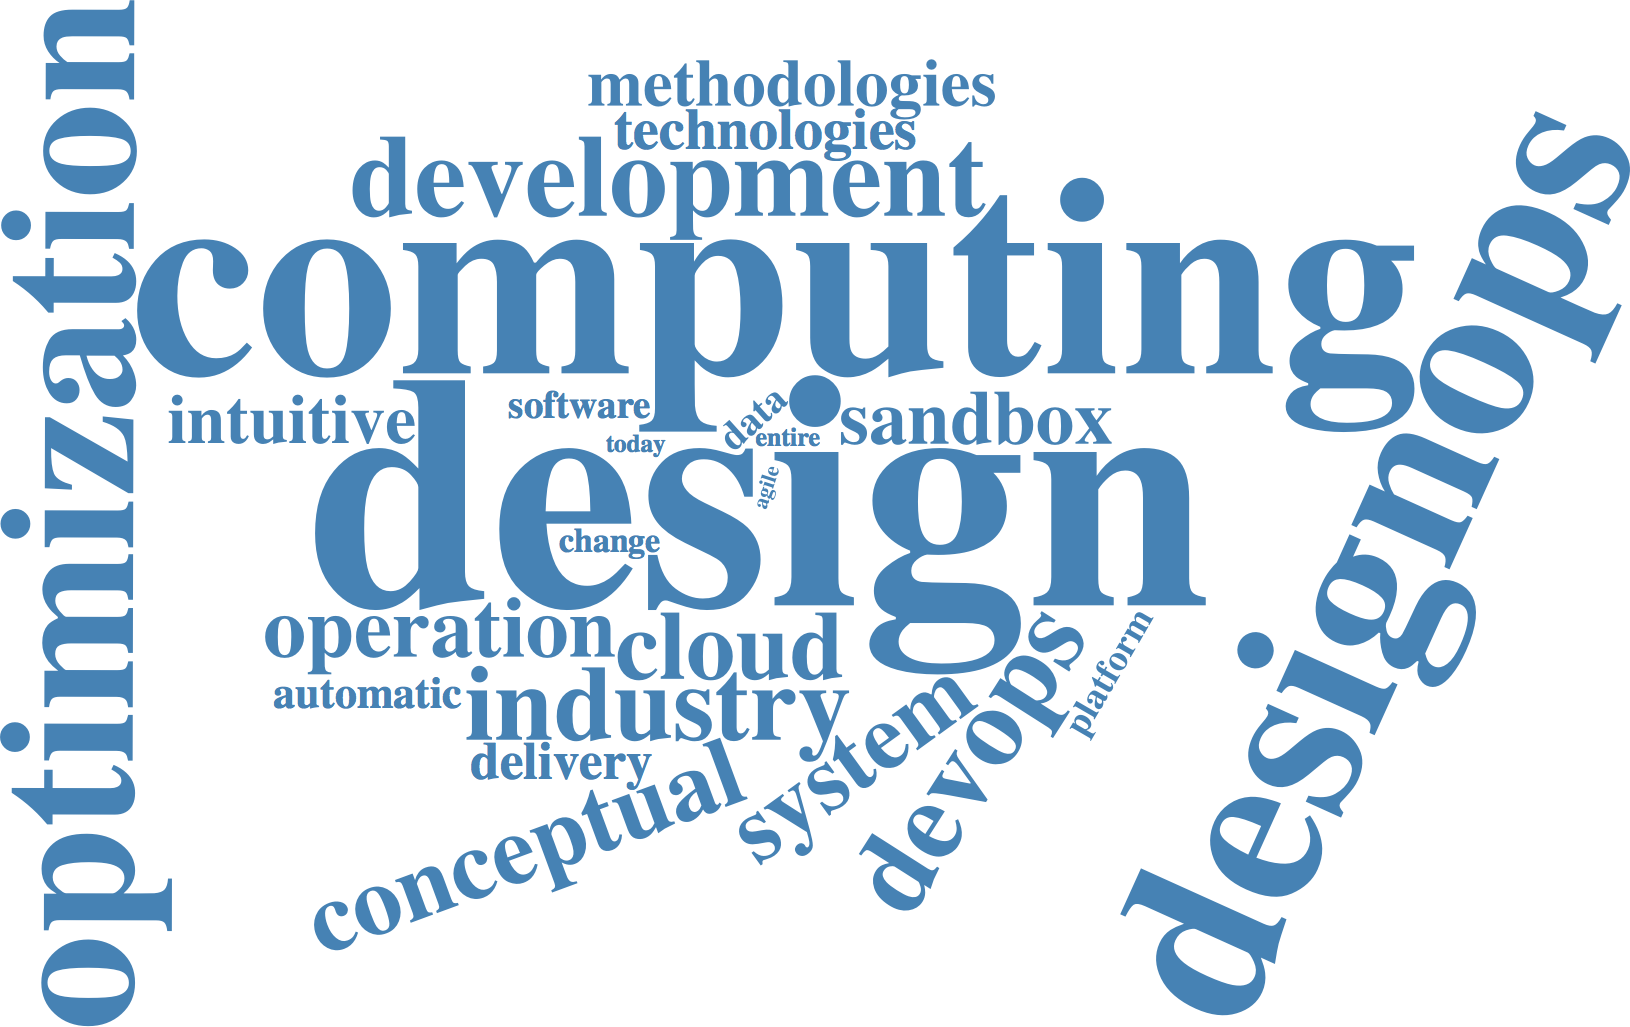 methodologies
technologies
development
optimization
computing
designops
intuitive
software
data
sandbox
today
entire
design
agile
change
operation
cloud
platform
automatic
industry
devops
system
delivery
conceptual